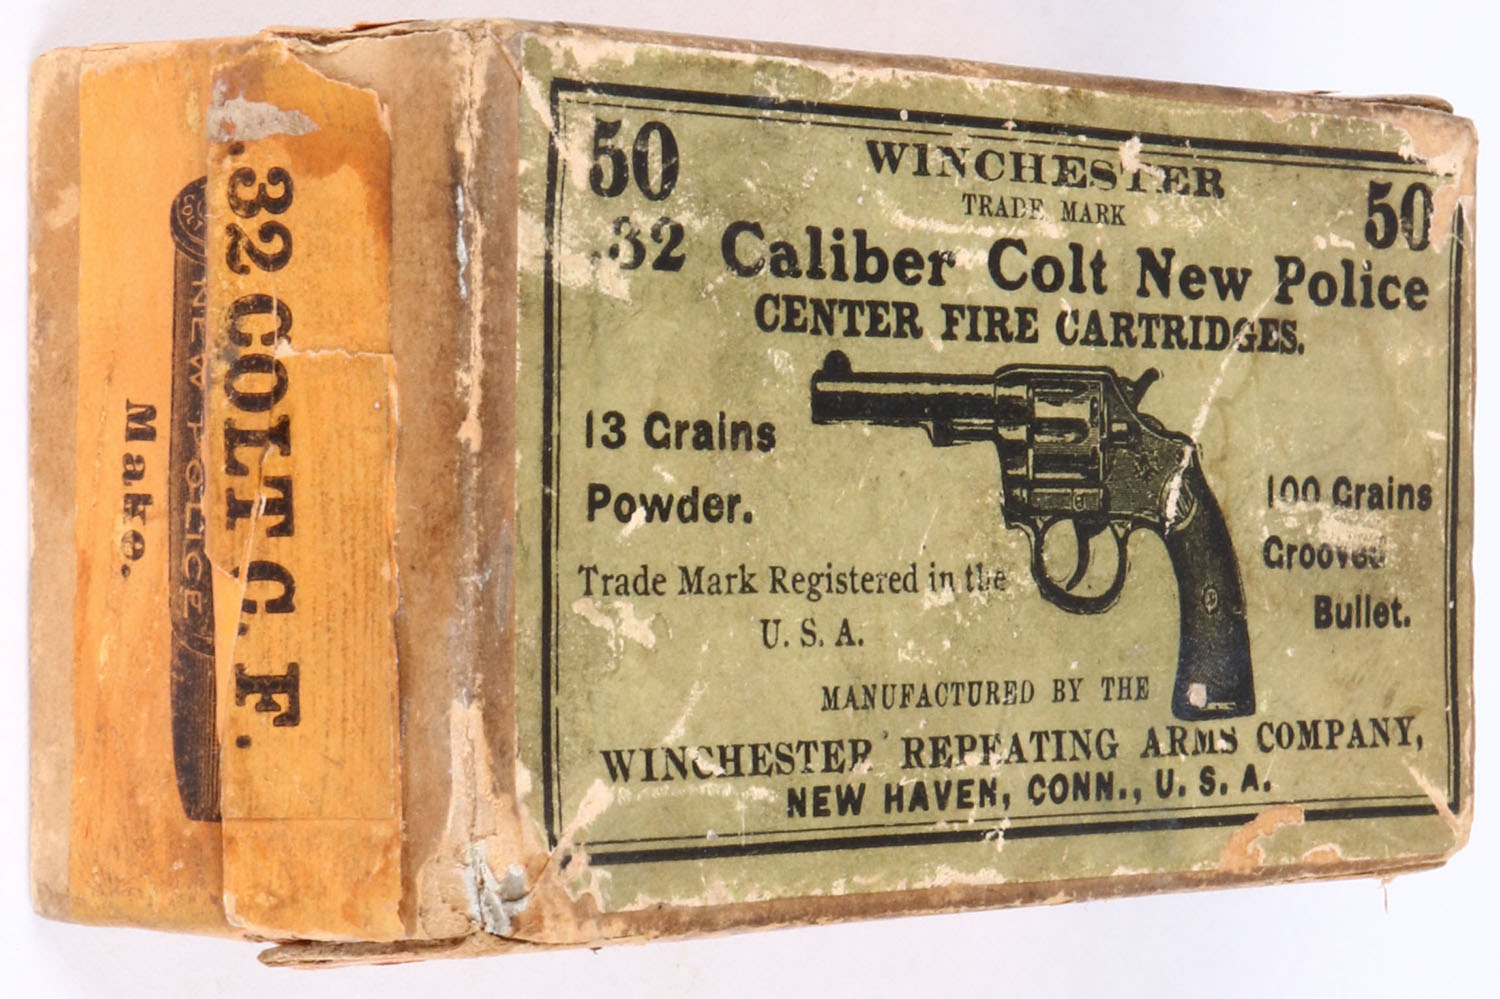 50
WINCHESTER
50
TRADE MARK
.32 Caliber Colt New Police
CENTER FIRE CARTRIDGES.
13 Grains
Powder.
100 Grains
Grooved
Bullet.
Trade Mark Registered in the
U. S. A.
MANUFACTURED BY THE
WINCHESTER REPEATING ARMS COMPANY,
NEW HAVEN, CONN., U. S. A.
.32 COLT C. F.
NEW POLICE
Make.